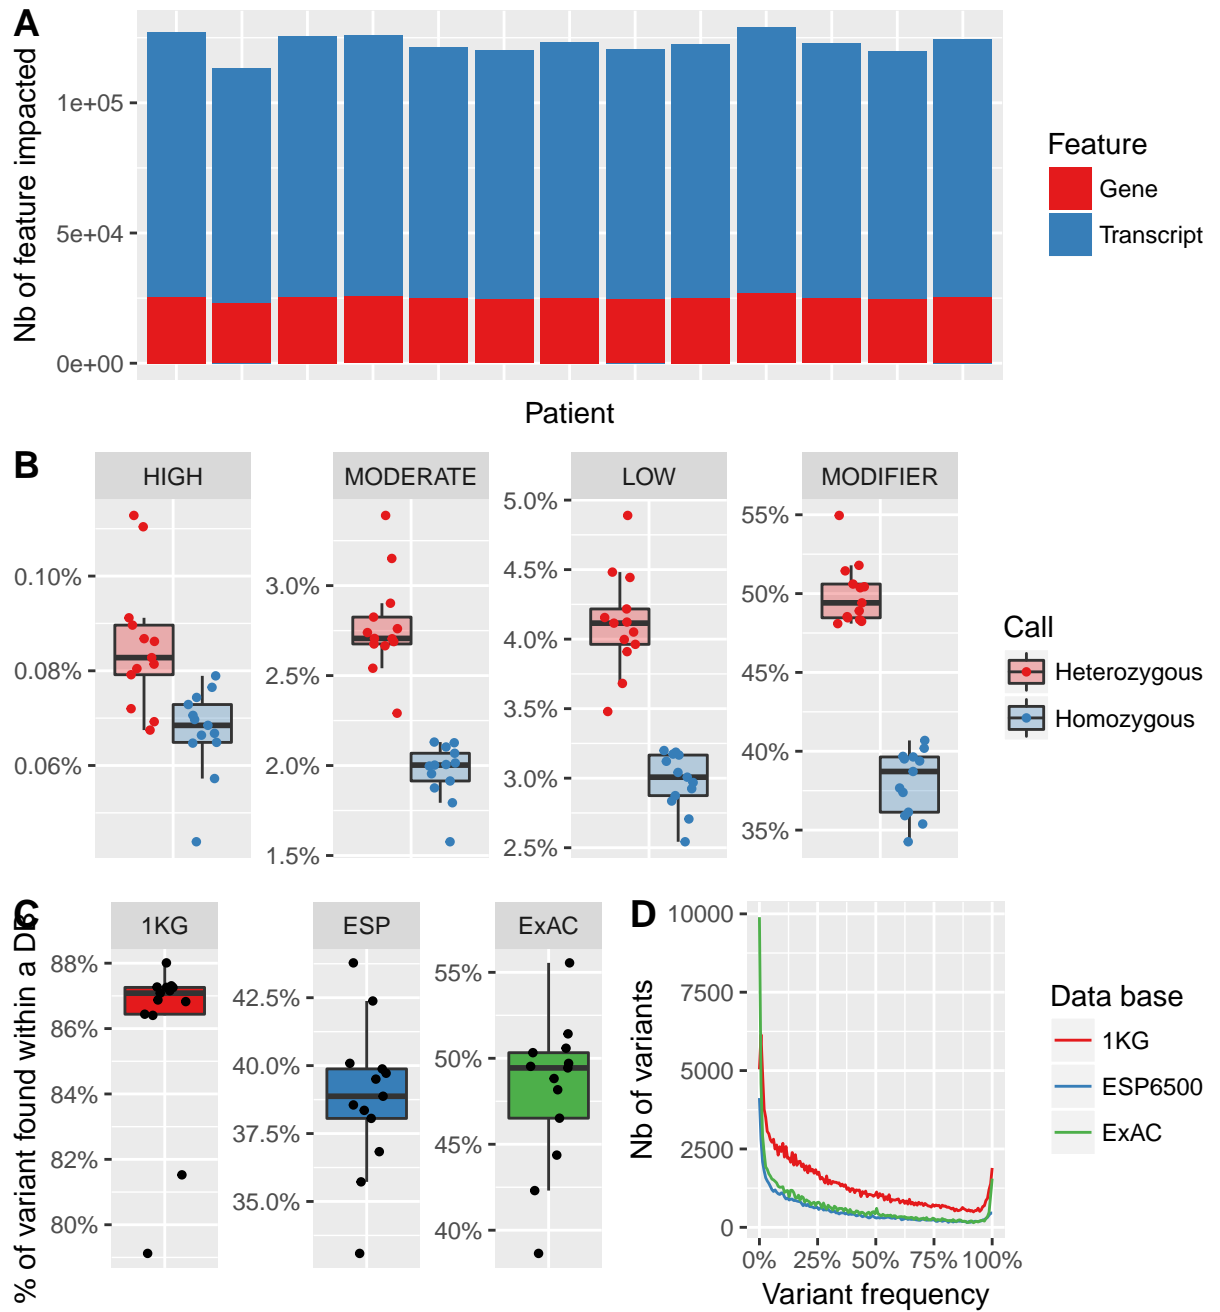 A
Nb of feature impacted
1e+05
5e+04
0e+00
Patient
Feature
Gene
Transcript
B
HIGH
MODERATE
LOW
MODIFIER
0.10%
0.08%
0.06%
3.0%
2.5%
2.0%
1.5%
5.0%
4.5%
4.0%
3.5%
3.0%
2.5%
55%
50%
45%
40%
35%
Call
Heterozygous
Homozygous
C
% of variant found within a DB
1KG
ESP
ExAC
88%
86%
84%
82%
80%
42.5%
40.0%
37.5%
35.0%
55%
50%
45%
40%
D
Nb of variants
10000
7500
5000
2500
0
0%
25%
50%
75%
100%
Variant frequency
Data base
1KG
ESP6500
ExAC